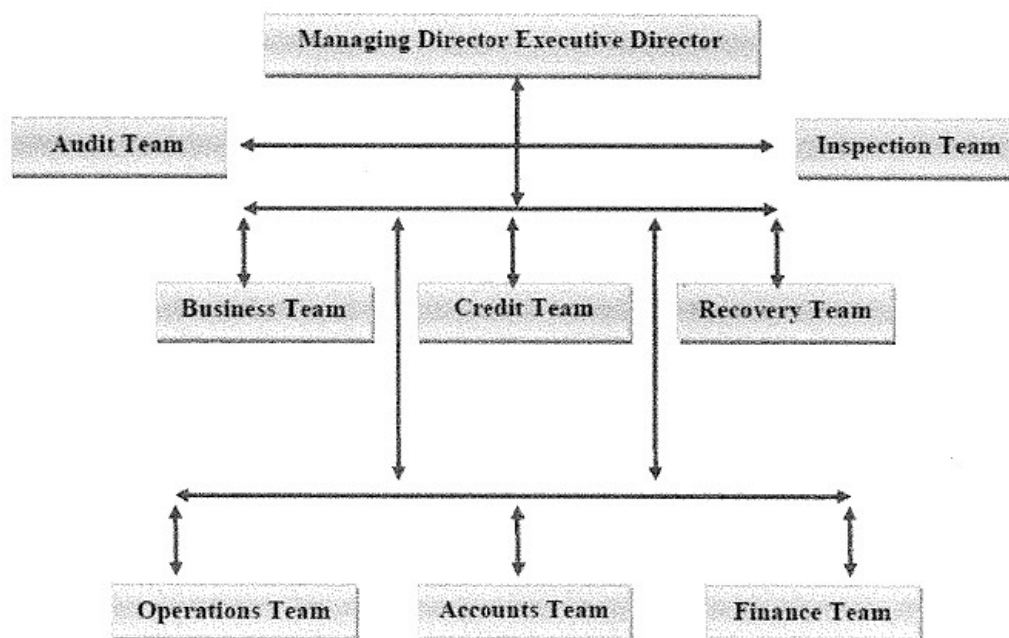 Managing Director Executive Director
Audit Team
Inspection Team
Business Team
Credit Team
Recovery Team
Operations Team
Accounts Team
Finance Team